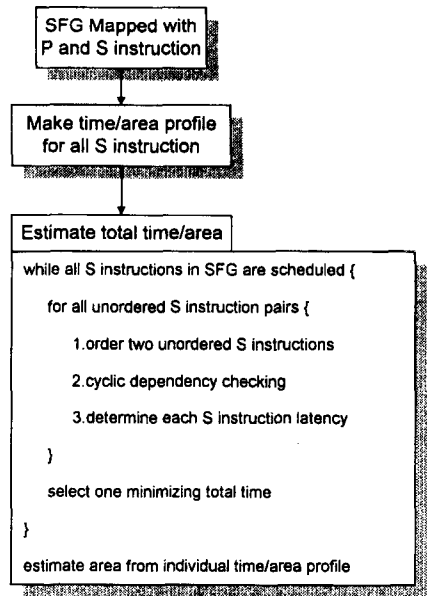 SFG Mapped with
P and S instruction
Make time/area profile
for all S instruction
Estimate total time/area
while all S instructions in SFG are scheduled {
for all unordered S instruction pairs {
1.order two unordered S instructions
2.cyclic dependency checking
3.determine each S instruction latency
}
select one minimizing total time
}
estimate area from individual time/area profile